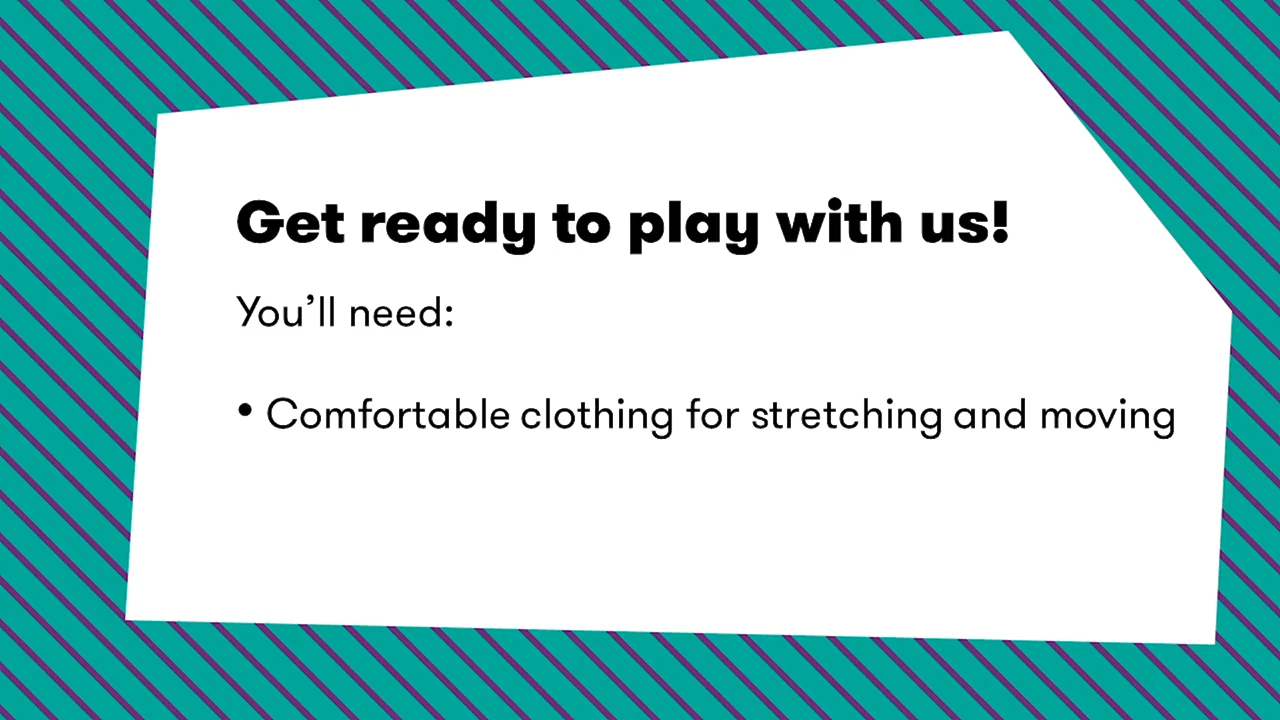 Get ready to play with us!
You’ll need:
• Comfortable clothing for stretching and moving